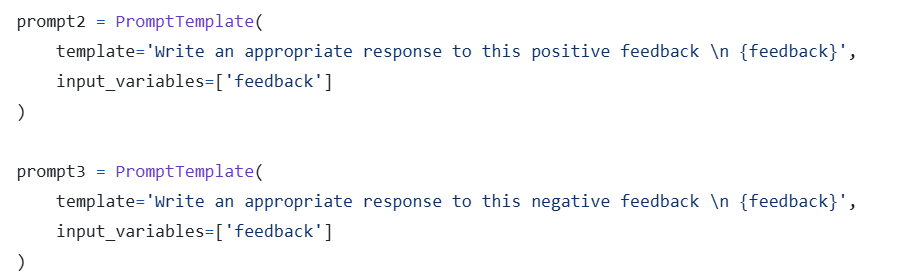 prompt2 = PromptTemplate(
    template='Write an appropriate response to this positive feedback \n {feedback}',
    input_variables=['feedback']
)
prompt3 = PromptTemplate(
    template='Write an appropriate response to this negative feedback \n {feedback}',
    input_variables=['feedback']
)